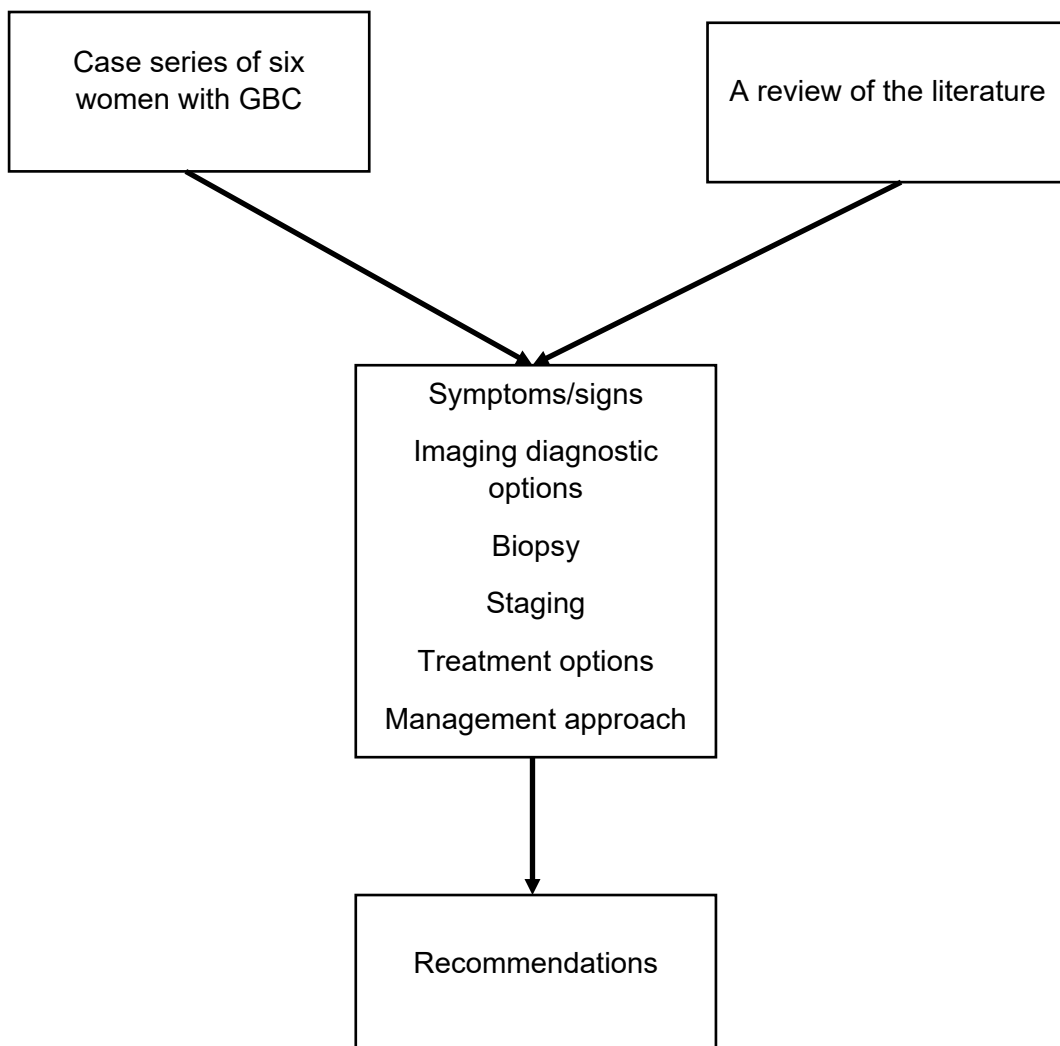 Case series of six
women with GBC
A review of the literature
Symptoms/signs
Imaging diagnostic
options
Biopsy
Staging
Treatment options
Management approach
Recommendations